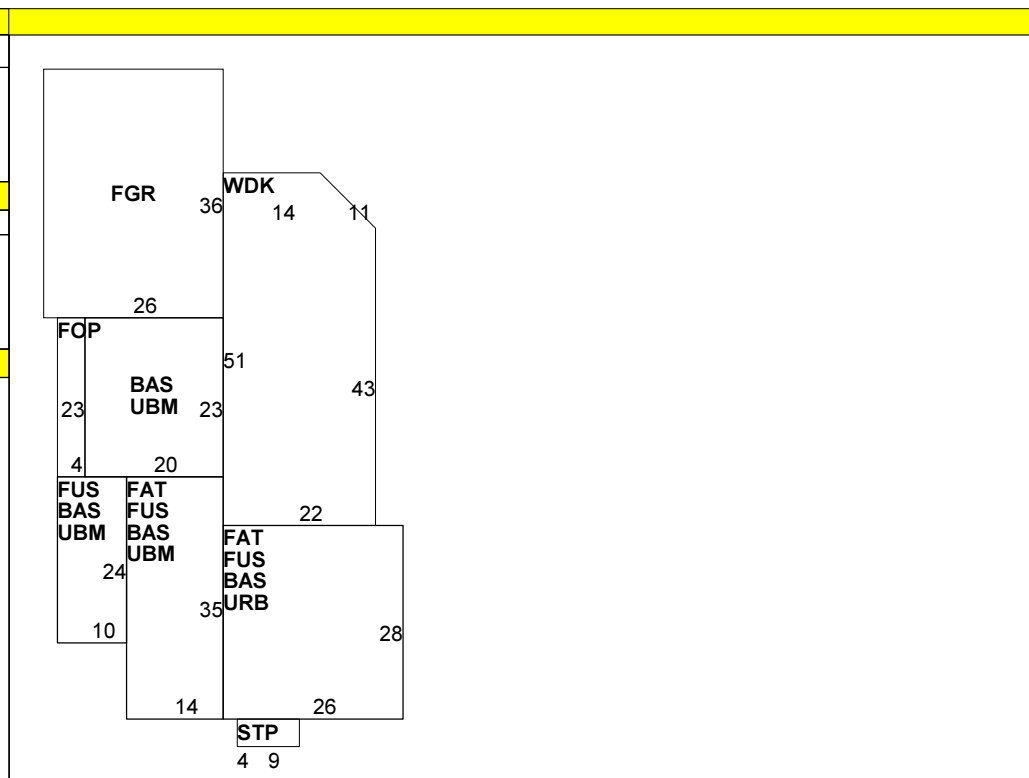 FGR
36
26
WDK
14
11
51
43
22
FOP
23
4
BAS
UBM
23
20
FUS
BAS
UBM
24
10
FAT
FUS
BAS
UBM
35
14
FAT
FUS
BAS
URB
28
26
STP
4 9